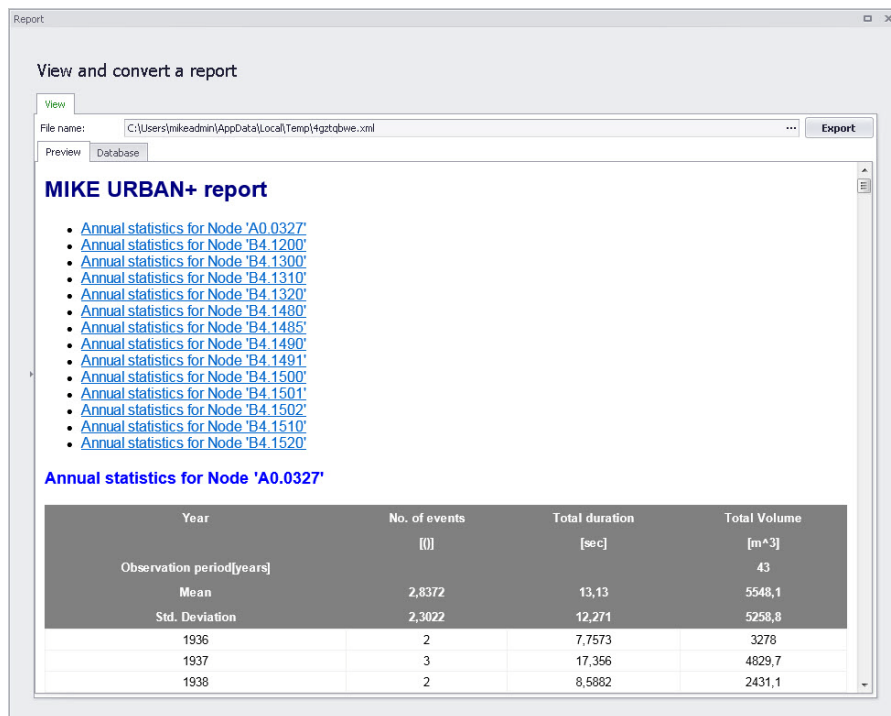 Report
View and convert a report
View
File name: C:\Users\mikeadmin\AppData\Local\Temp\4gztqbwe.xml ... Export
Preview Database
MIKE URBAN+ report
• Annual statistics for Node 'A0.0327'
• Annual statistics for Node 'B4.1200'
• Annual statistics for Node 'B4.1300'
• Annual statistics for Node 'B4.1310'
• Annual statistics for Node 'B4.1320'
• Annual statistics for Node 'B4.1480'
• Annual statistics for Node 'B4.1485'
• Annual statistics for Node 'B4.1490'
• Annual statistics for Node 'B4.1491'
• Annual statistics for Node 'B4.1500'
• Annual statistics for Node 'B4.1501'
• Annual statistics for Node 'B4.1502'
• Annual statistics for Node 'B4.1510'
• Annual statistics for Node 'B4.1520'
Annual statistics for Node 'A0.0327'
Year No. of events Total duration Total Volume
[()] [sec] [m^3]
Observation period[years] 43
Mean 2,8372 13,13 5548,1
Std. Deviation 2,3022 12,271 5258,8
1936 2 7,7573 3278
1937 3 17,356 4829,7
1938 2 8,5882 2431,1